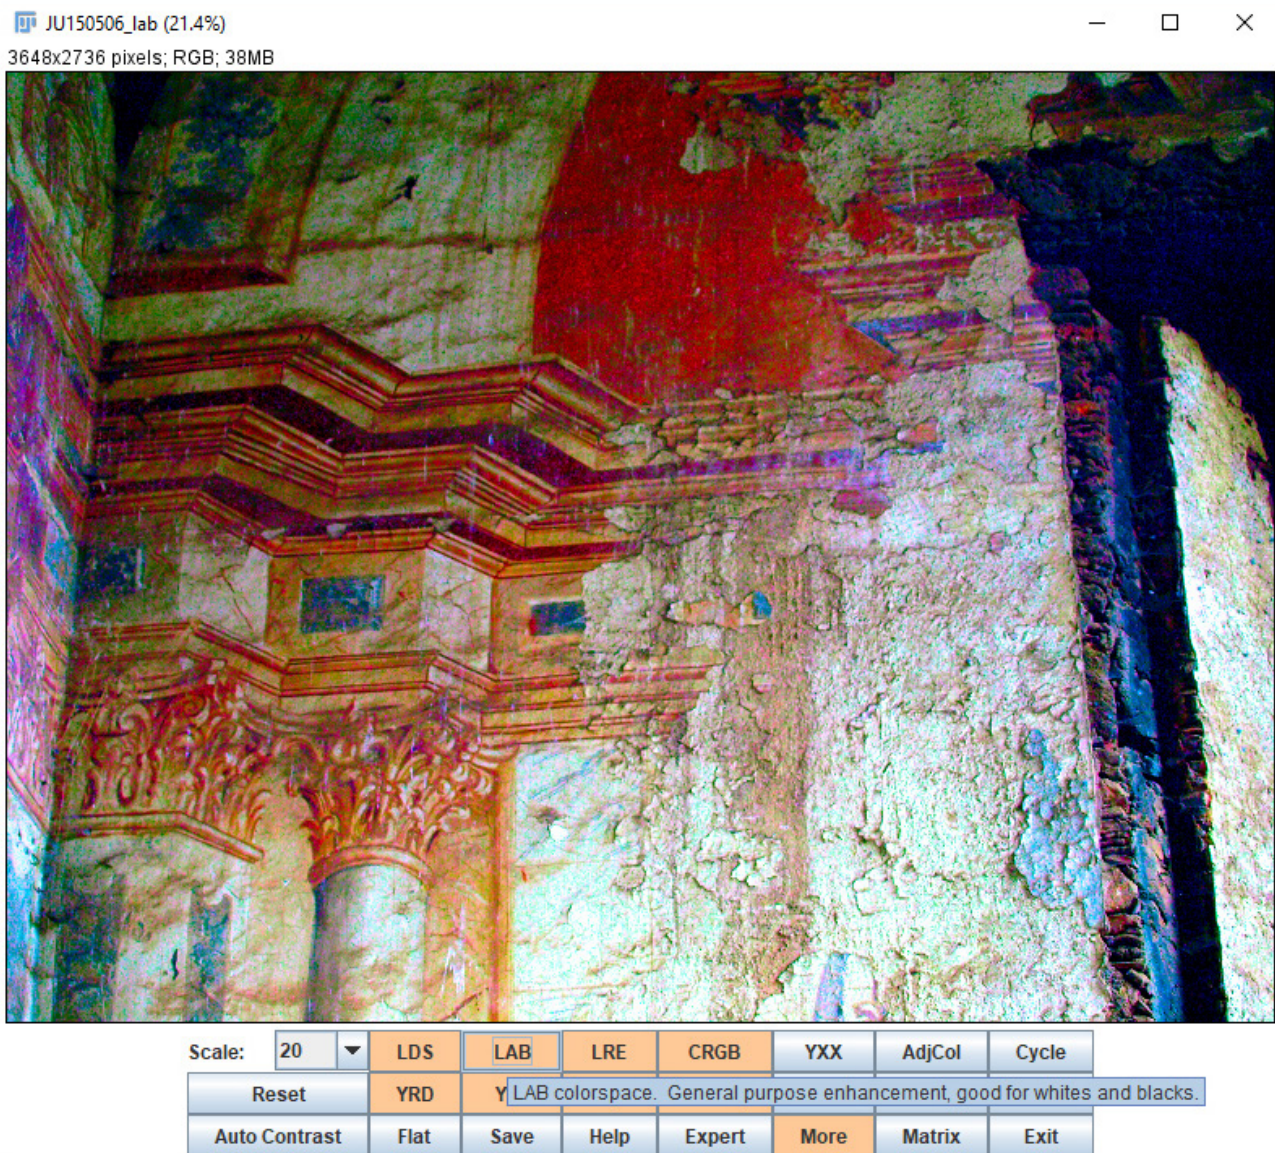 JU150506_lab (21.4%)
3648x2736 pixels; RGB; 38MB
Scale: 20 LDS LAB LRE CRGB YXX AdjCol Cycle
Reset YRD LAB colorspace. General purpose enhancement, good for whites and blacks.
Auto Contrast Flat Save Help Expert More Matrix Exit